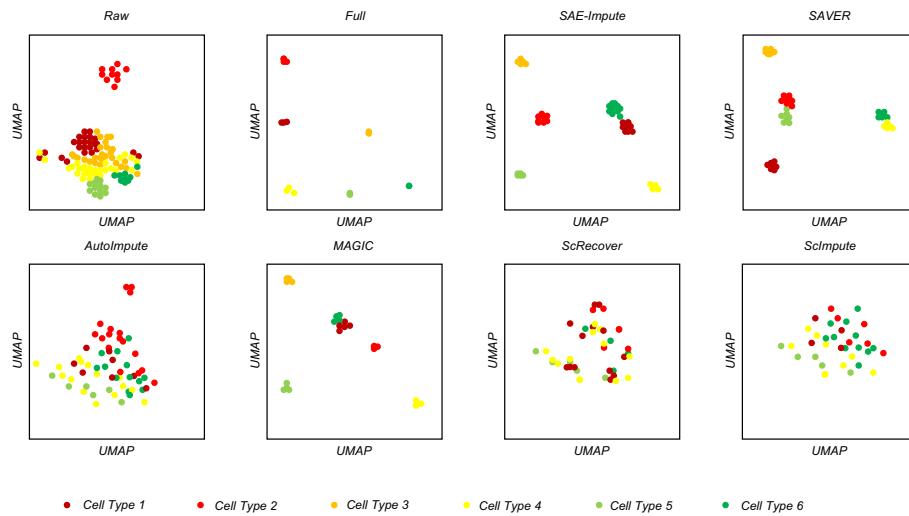 Raw Full SAE-Impute SAVER
UMAP UMAP UMAP UMAP
UMAP UMAP UMAP UMAP
AutoImpute MAGIC ScRecover ScImpute
UMAP UMAP UMAP UMAP
UMAP UMAP UMAP UMAP
Cell Type 1 Cell Type 2 Cell Type 3 Cell Type 4 Cell Type 5 Cell Type 6